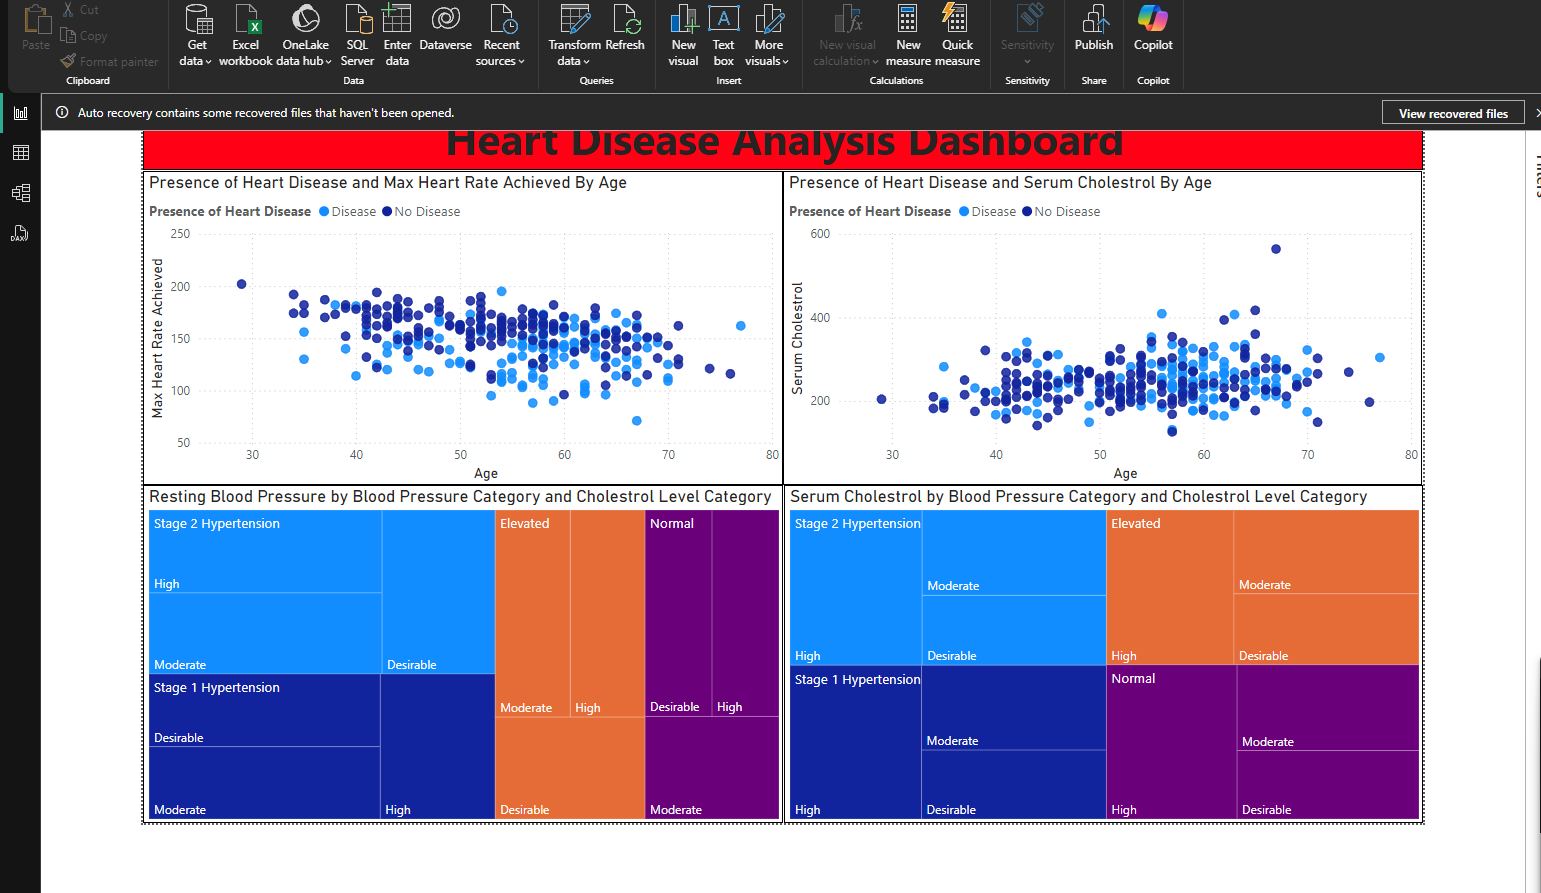 Paste
Cut
Copy
Format painter
Clipboard
Get data
Excel workbook
OneLake data hub
SQL Server
Enter data
Dataverse
Recent sources
Data
Transform data
Refresh
Queries
New visual
Text box
More visuals
Insert
New visual calculation
New measure
Quick measure
Calculations
Sensitivity
Sensitivity
Publish
Share
Copilot
Copilot
Auto recovery contains some recovered files that haven't been opened.
View recovered files
Heart Disease Analysis Dashboard
Presence of Heart Disease and Max Heart Rate Achieved By Age
Presence of Heart Disease Disease No Disease
Max Heart Rate Achieved
250
200
150
100
50
30 40 50 60 70 80
Age
Presence of Heart Disease and Serum Cholestrol By Age
Presence of Heart Disease Disease No Disease
Serum Cholestrol
600
400
200
30 40 50 60 70 80
Age
Resting Blood Pressure by Blood Pressure Category and Cholestrol Level Category
Stage 2 Hypertension
High
Moderate
Desirable
Stage 1 Hypertension
Desirable
Moderate
High
Elevated
Moderate
High
Desirable
Normal
Desirable
High
Moderate
Serum Cholestrol by Blood Pressure Category and Cholestrol Level Category
Stage 2 Hypertension
High
Moderate
Desirable
Stage 1 Hypertension
High
Moderate
Desirable
Elevated
High
Moderate
Desirable
Normal
High
Moderate
Desirable